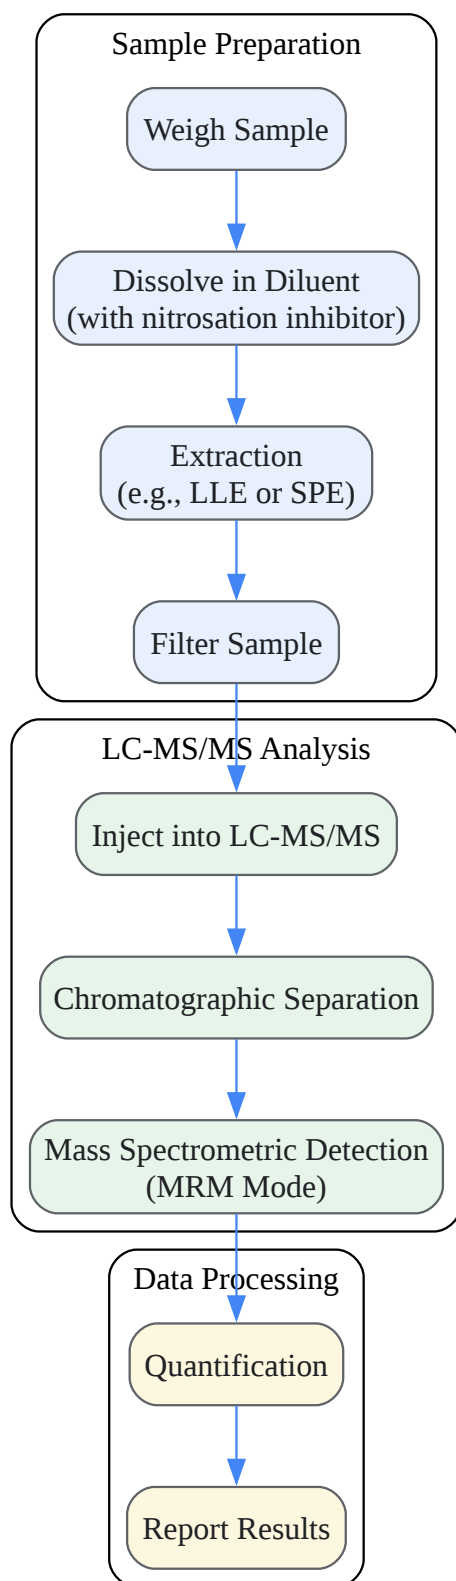 Sample Preparation
Weigh Sample
Dissolve in Diluent
(with nitrosation inhibitor)
Extraction
(e.g., LLE or SPE)
Filter Sample
LC-MS/MS Analysis
Inject into LC-MS/MS
Chromatographic Separation
Mass Spectrometric Detection
(MRM Mode)
Data Processing
Quantification
Report Results